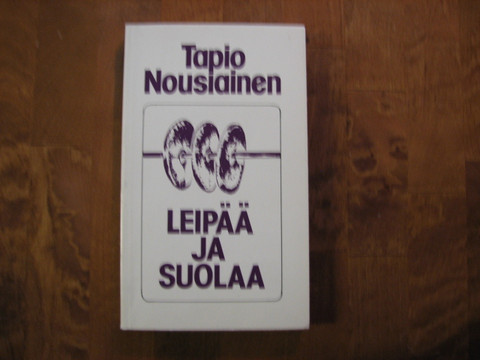 Tapio
Nousiainen
LEIPÄÄ
JA
SUOLAA